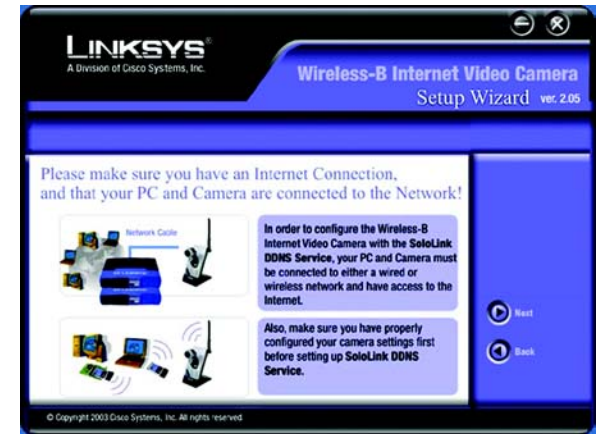 LINKSYS®
A Division of Cisco Systems, Inc.
Wireless-B Internet Video Camera
Setup Wizard ver. 2.05
Please make sure you have an Internet Connection,
and that your PC and Camera are connected to the Network!
Network Cable
In order to configure the Wireless-B
Internet Video Camera with the SoloLink
DDNS Service, your PC and Camera must
be connected to either a wired or
wireless network and have access to the
Internet.
Also, make sure you have properly
configured your camera settings first
before setting up SoloLink DDNS
Service.
Next
Back
© Copyright 2003 Cisco Systems, Inc. All rights reserved.